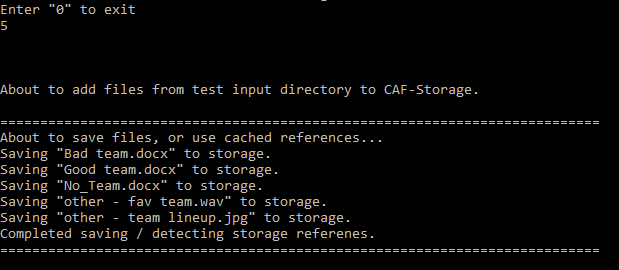 Enter "0" to exit
5
About to add files from test input directory to CAF-Storage.
===========================================================================
About to save files, or use cached references...
Saving "Bad team.docx" to storage.
Saving "Good team.docx" to storage.
Saving "No_Team.docx" to storage.
Saving "other - fav team.wav" to storage.
Saving "other - team lineup.jpg" to storage.
Completed saving / detecting storage referenes.
===========================================================================